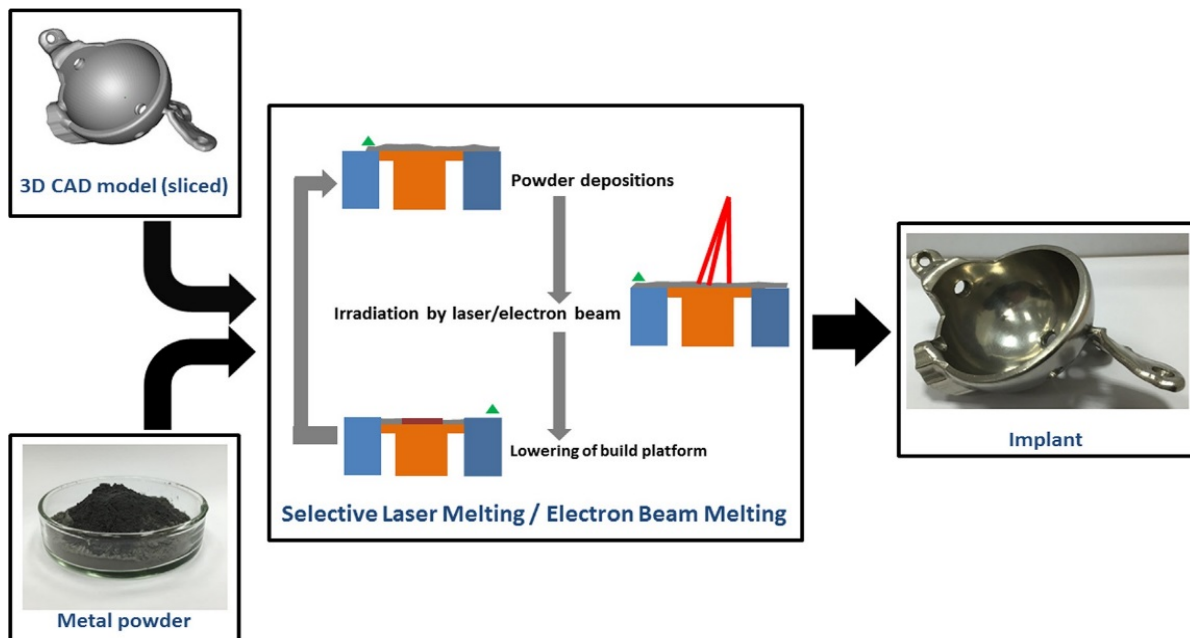 3D CAD model (sliced)
Metal powder
Powder depositions
Irradiation by laser/electron beam
Lowering of build platform
Selective Laser Melting / Electron Beam Melting
Implant